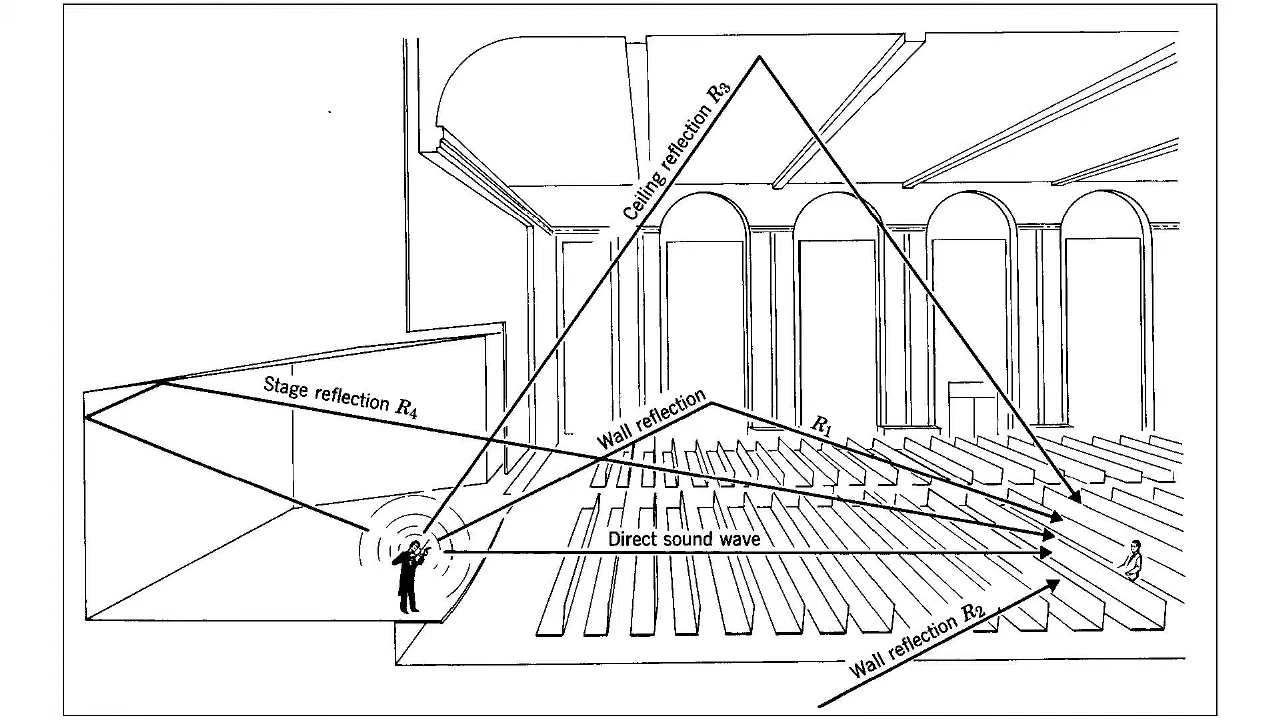 Ceiling reflection R3
Stage reflection R4
Wall reflection
R1
Direct sound wave
Wall reflection R2